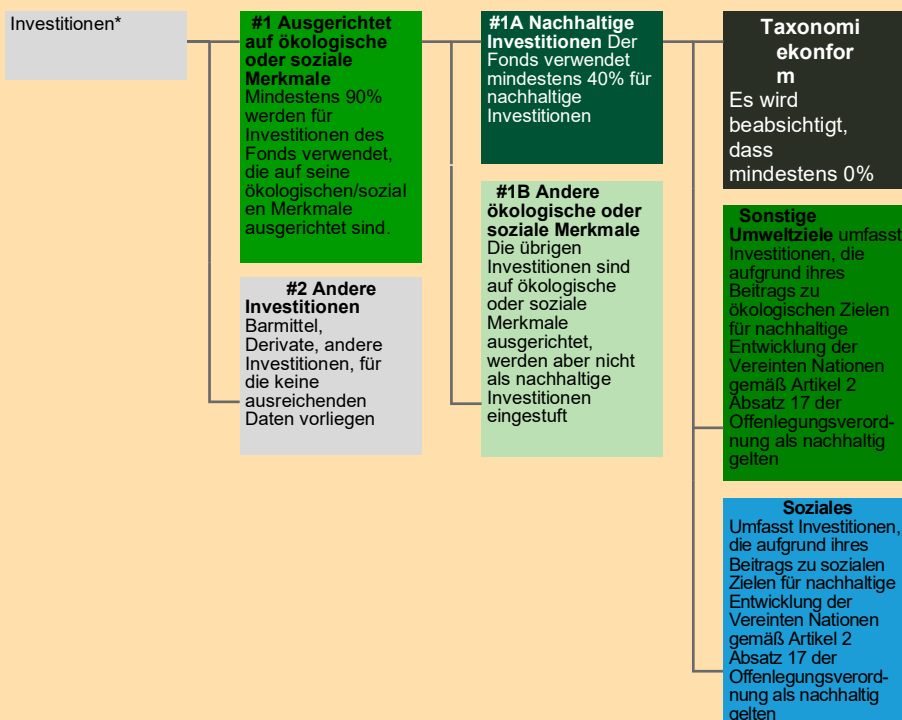 Investitionen*
#1 Ausgerichtet
auf ökologische
oder soziale
Merkmale
Mindestens 90%
werden für
Investitionen des
Fonds verwendet,
die auf seine
ökologischen/sozial
en Merkmale
ausgerichtet sind.
#2 Andere
Investitionen
Barmittel,
Derivate, andere
Investitionen, für
die keine
ausreichenden
Daten vorliegen
#1A Nachhaltige
Investitionen Der
Fonds verwendet
mindestens 40% für
nachhaltige
Investitionen
#1B Andere
ökologische oder
soziale Merkmale
Die übrigen
Investitionen sind
auf ökologische
oder soziale
Merkmale
ausgerichtet,
werden aber nicht
als nachhaltige
Investitionen
eingestuft
Taxonomi
ekonfor
m
Es wird
beabsichtigt,
dass
mindestens 0%
Sonstige
Umweltziele umfasst
Investitionen, die
aufgrund ihres
Beitrags zu
ökologischen Zielen
für nachhaltige
Entwicklung der
Vereinten Nationen
gemäß Artikel 2
Absatz 17 der
Offenlegungsverord-
nung als nachhaltig
gelten
Soziales
Umfasst Investitionen,
die aufgrund ihres
Beitrags zu sozialen
Zielen für nachhaltige
Entwicklung der
Vereinten Nationen
gemäß Artikel 2
Absatz 17 der
Offenlegungsverord-
nung als nachhaltig
gelten